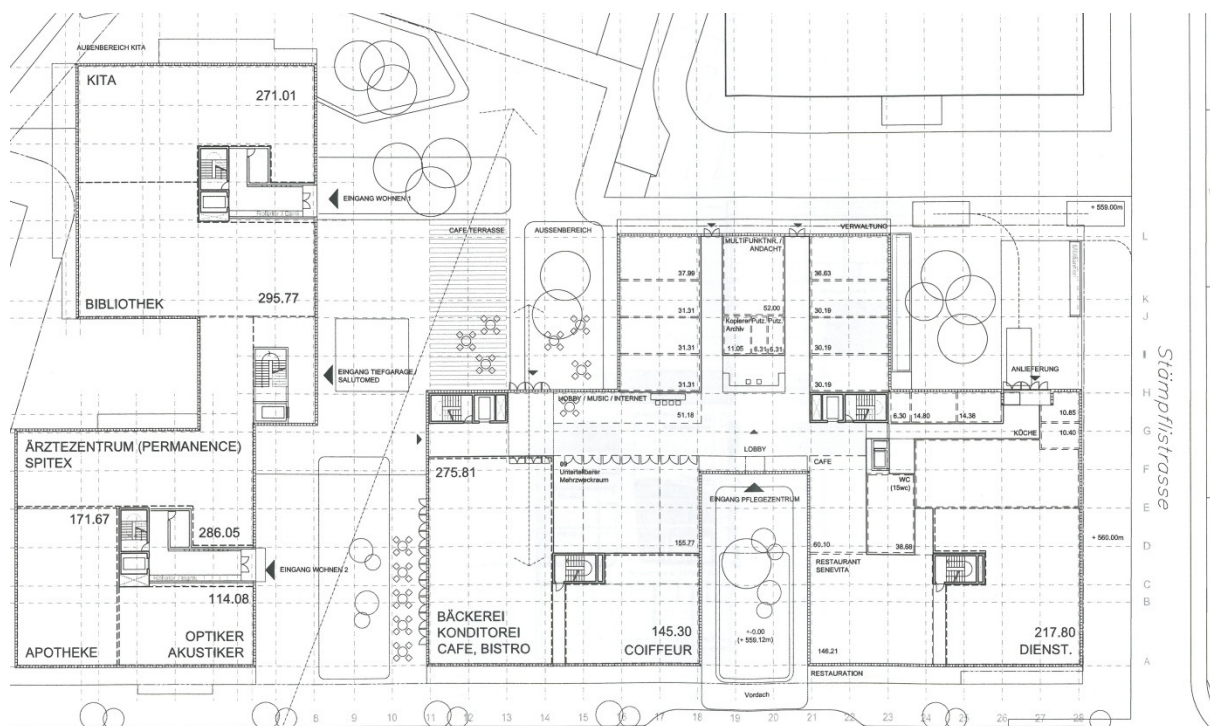 AUßENBEREICH KITA
KITA
271.01
EINGANG WOHNEN 1
BIBLIOTHEK
295.77
EINGANG TIEFGARAGE /
SALUTOMED
ÄRZTEZENTRUM (PERMANENCE)
SPITEX
171.67
286.05
EINGANG WOHNEN 2
114.08
OPTIKER
AKUSTIKER
APOTHEKE
CAFE TERRASSE
AUSSENBEREICH
VERWALTUNG
MULTIFUNKTNR. /
ANDACHT
37.99
36.63
52.00
31.31
30.19
Kopierer
Archiv
Putz.
Putz.
11.05
6.31
6.31
31.31
30.19
31.31
30.19
HOBBY / MUSIC / INTERNET
51.18
LOBBY
CAFE
275.81
Unterteilbarer
Mehrzweckraum
155.77
EINGANG PFLEGEZENTRUM
BÄCKEREI
KONDITOREI
CAFE, BISTRO
145.30
COIFFEUR
+-0.00
(+ 559.12m)
Vordach
60.10
RESTAURANT
SENEVITA
146.21
RESTAURATION
WC
(15wc)
38.68
6.30
14.80
14.38
KÜCHE
10.85
10.40
ANLIEFERUNG
217.80
DIENST.
+ 559.00m
+ 560.00m
Stämpflistrasse
L
K
J
I
H
G
F
E
D
C
B
A
8 9 10 11 12 13 14 15 16 17 18 19 20 21 22 23 24 25 26 27 28